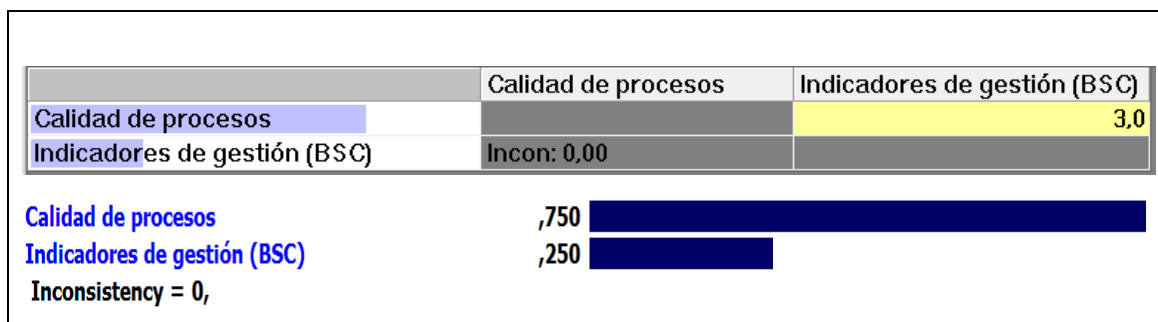 Calidad de procesos Indicadores de gestión (BSC)
Calidad de procesos 3,0
Indicadores de gestión (BSC) Incon: 0,00
Calidad de procesos ,750
Indicadores de gestión (BSC) ,250
Inconsistency = 0,